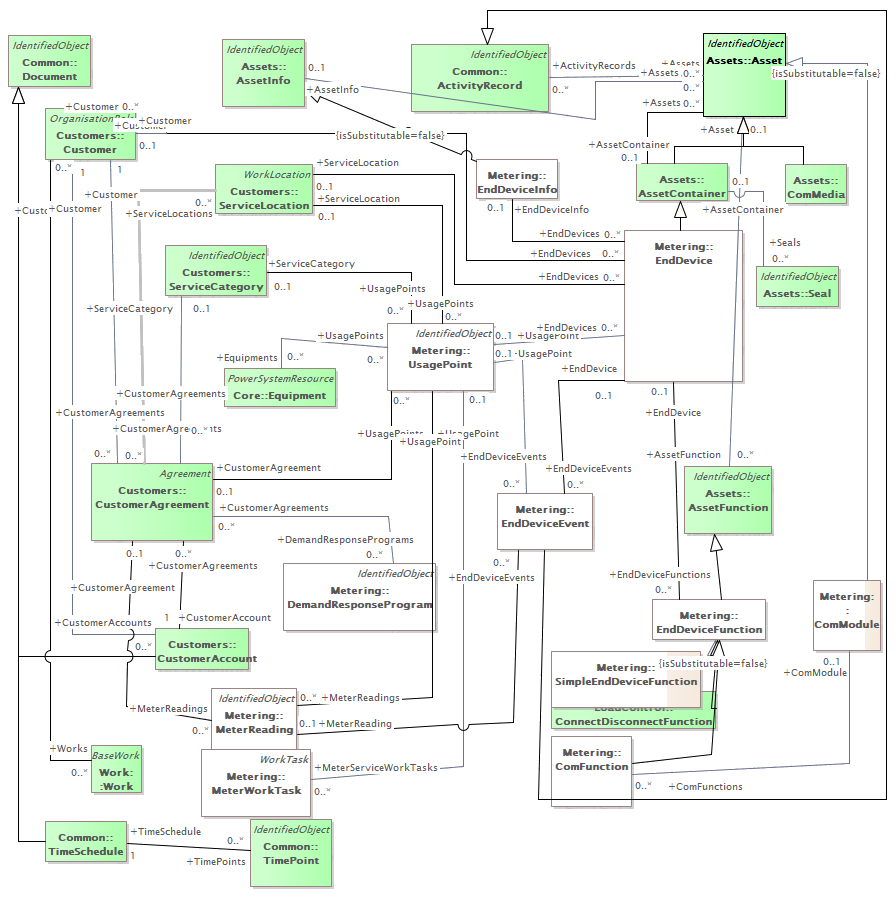 IdentifiedObject
Common::
Document
IdentifiedObject
Assets::
AssetInfo
0..1
+AssetInfo
IdentifiedObject
Common::
ActivityRecord
+ActivityRecords
0..*
+Assets
+Assets 0..*
0..*
+Assets 0..*
IdentifiedObject
Assets::Asset
{isSubstitutable=false}
+Asset
0..1
+Customer 0..*
+Customer
Customers::
Customer
0..1
0..*
1
1
{isSubstitutable=false}
+AssetContainer
0..1
Assets::
AssetContainer
0..1
+AssetContainer
Assets::
ComMedia
+ServiceLocation
0..1
+ServiceLocation
0..1
WorkLocation
Customers::
ServiceLocation
0..*
+ServiceLocations
Metering::
EndDeviceInfo
0..1
+EndDeviceInfo
+Customer
+Customer
+EndDevices 0..*
+EndDevices 0..*
+EndDevices 0..*
Metering::
EndDevice
+Seals
0..*
IdentifiedObject
Assets::Seal
IdentifiedObject
Customers::
ServiceCategory
+ServiceCategory
0..1
0..1
+ServiceCategory
+UsagePoints
0..*
+UsagePoints
0..*
IdentifiedObject
Metering::
UsagePoint
0..1
+EndDevices 0..*
+UsagePoint
0..1
+UsagePoint
+UsagePoints
0..*
+Equipments
0..*
PowerSystemResource
Core::Equipment
+EndDevice
0..1
0..1
+EndDevice
0..*
0..1
+CustomerAgreements
+CustomerAgreements
0..*
0..*
0..*
+UsagePoint
+UsagePoint
+AssetFunction
0..*
Agreement
Customers::
CustomerAgreement
+CustomerAgreement
0..1
+CustomerAgreements
0..*
+EndDeviceEvents
0..*
+EndDeviceEvents
0..*
Metering::
EndDeviceEvent
0..*
+EndDeviceEvents
IdentifiedObject
Assets::
AssetFunction
+DemandResponsePrograms
0..*
IdentifiedObject
Metering::
DemandResponseProgram
0..1
0..*
+CustomerAgreements
+CustomerAgreement
1
+CustomerAccount
+CustomerAccounts
0..*
Customers::
CustomerAccount
+EndDeviceFunctions
0..*
Metering::
EndDeviceFunction
{isSubstitutable=false}
Metering:
:
ComModule
0..1
+ComModule
Metering::
SimpleEndDeviceFunction
ConnectDisconnectFunction
Metering::
ComFunction
0..*
+ComFunctions
+MeterReadings
0..*
IdentifiedObject
Metering::
MeterReading
0..*
+MeterReadings
0..1
+MeterReading
WorkTask
Metering::
MeterWorkTask
+MeterServiceWorkTasks
0..*
+Works
0..*
BaseWork
Work:
:Work
Common::
TimeSchedule
+TimeSchedule
1
0..*
+TimePoints
IdentifiedObject
Common::
TimePoint